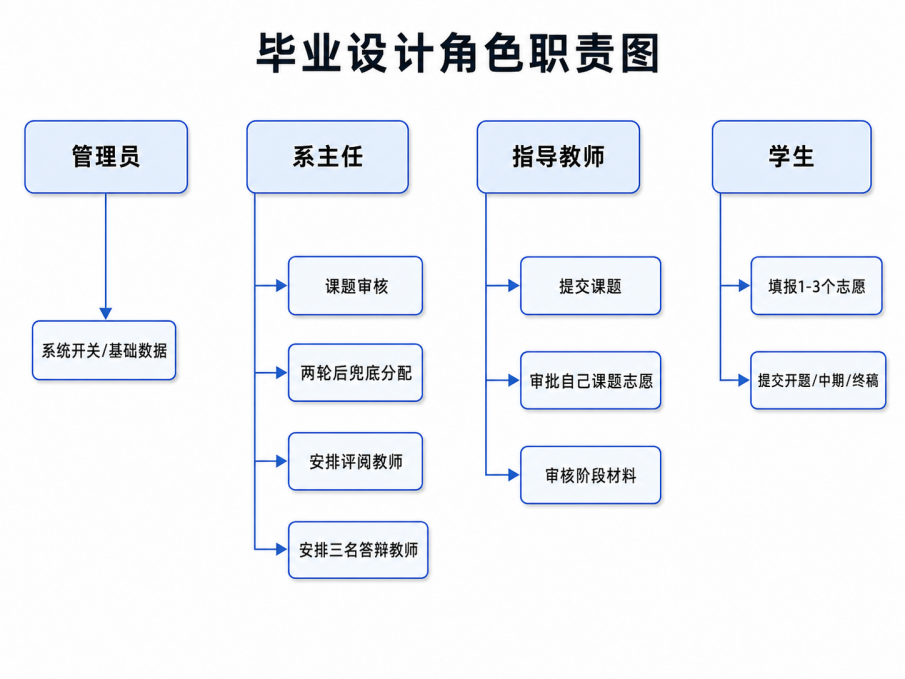 毕业设计角色职责图
管理员
系统开关/基础数据
系主任
课题审核
两轮后兜底分配
安排评阅教师
安排三名答辩教师
指导教师
提交课题
审批自己课题志愿
审核阶段材料
学生
填报1-3个志愿
提交开题/中期/终稿